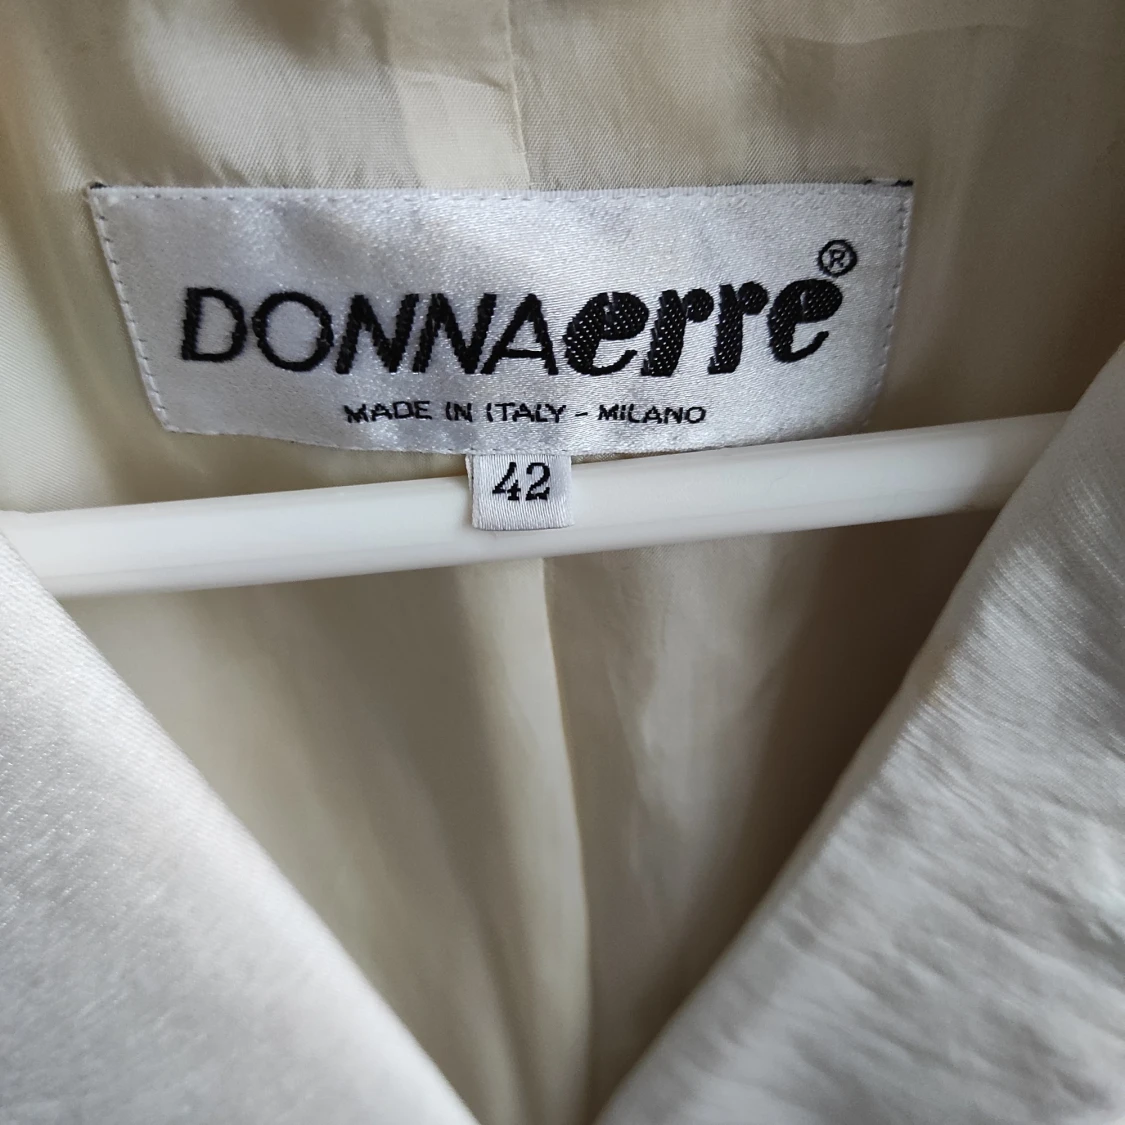 DONNAerre®
MADE IN ITALY - MILANO
42